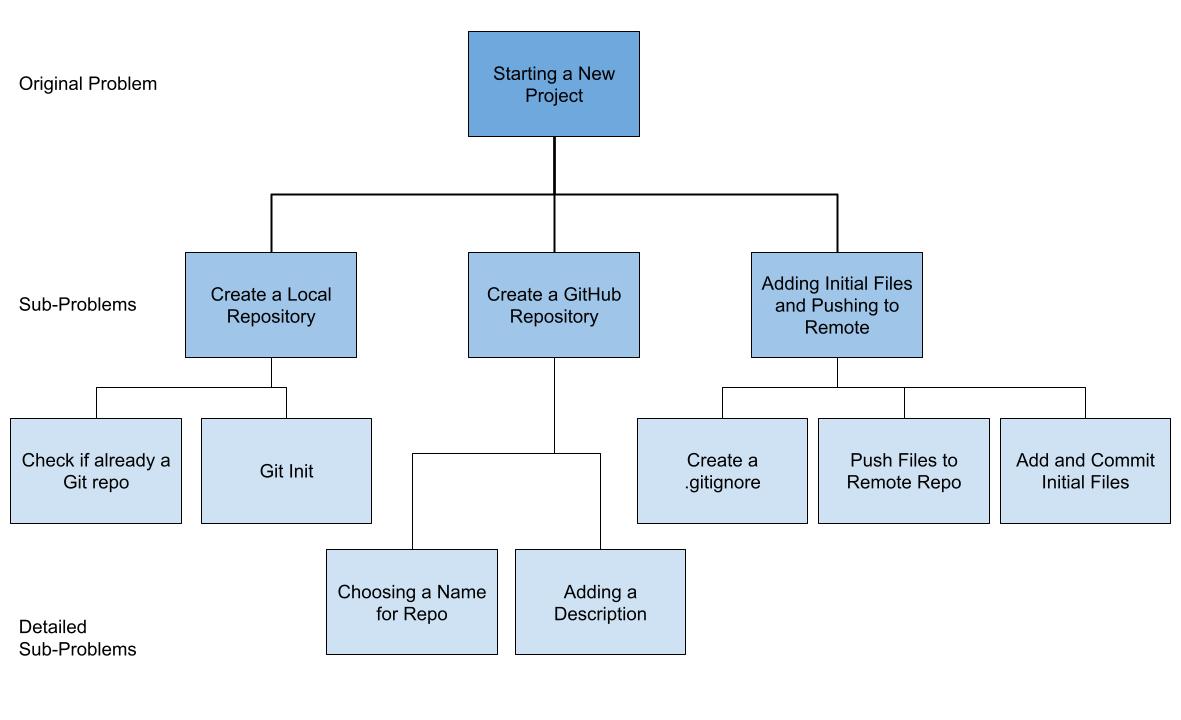 Original Problem
Starting a New
Project
Sub-Problems
Create a Local
Repository
Create a GitHub
Repository
Adding Initial Files
and Pushing to
Remote
Check if already a
Git repo
Git Init
Create a
.gitignore
Push Files to
Remote Repo
Add and Commit
Initial Files
Choosing a Name
for Repo
Adding a
Description
Detailed
Sub-Problems